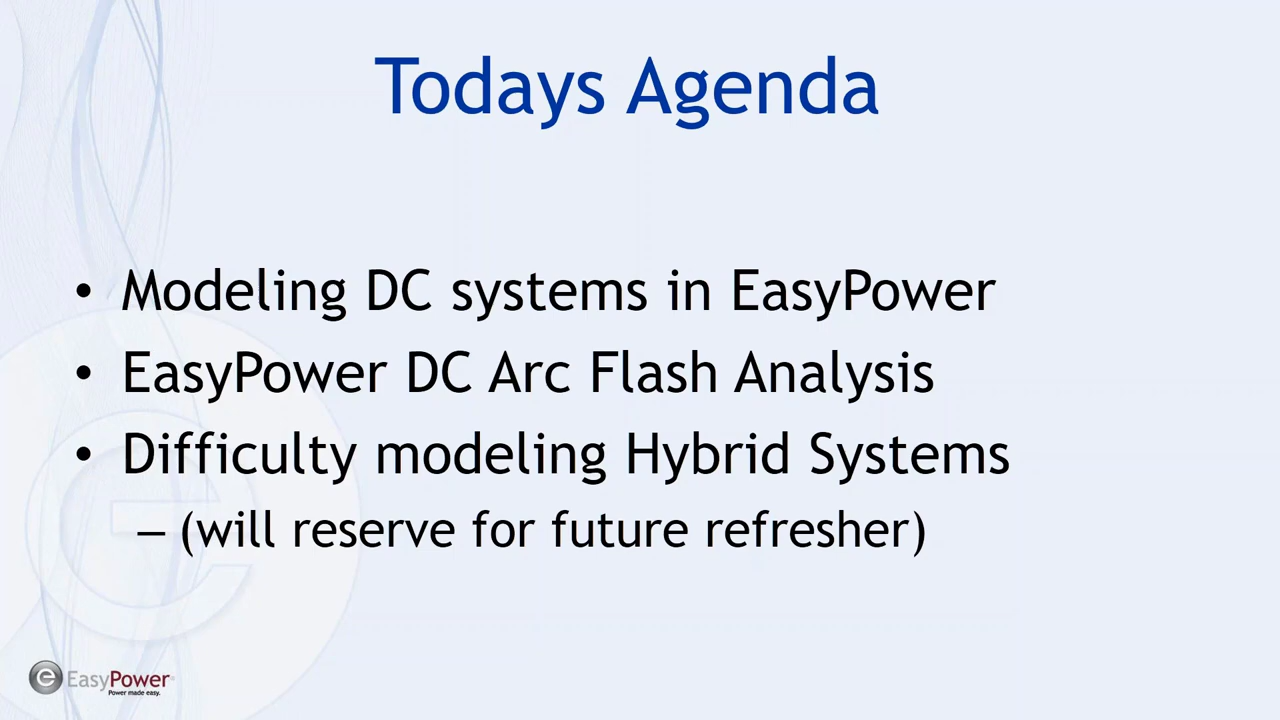 Todays Agenda
• Modeling DC systems in EasyPower
• EasyPower DC Arc Flash Analysis
• Difficulty modeling Hybrid Systems
– (will reserve for future refresher)
EasyPower
Power made easy.